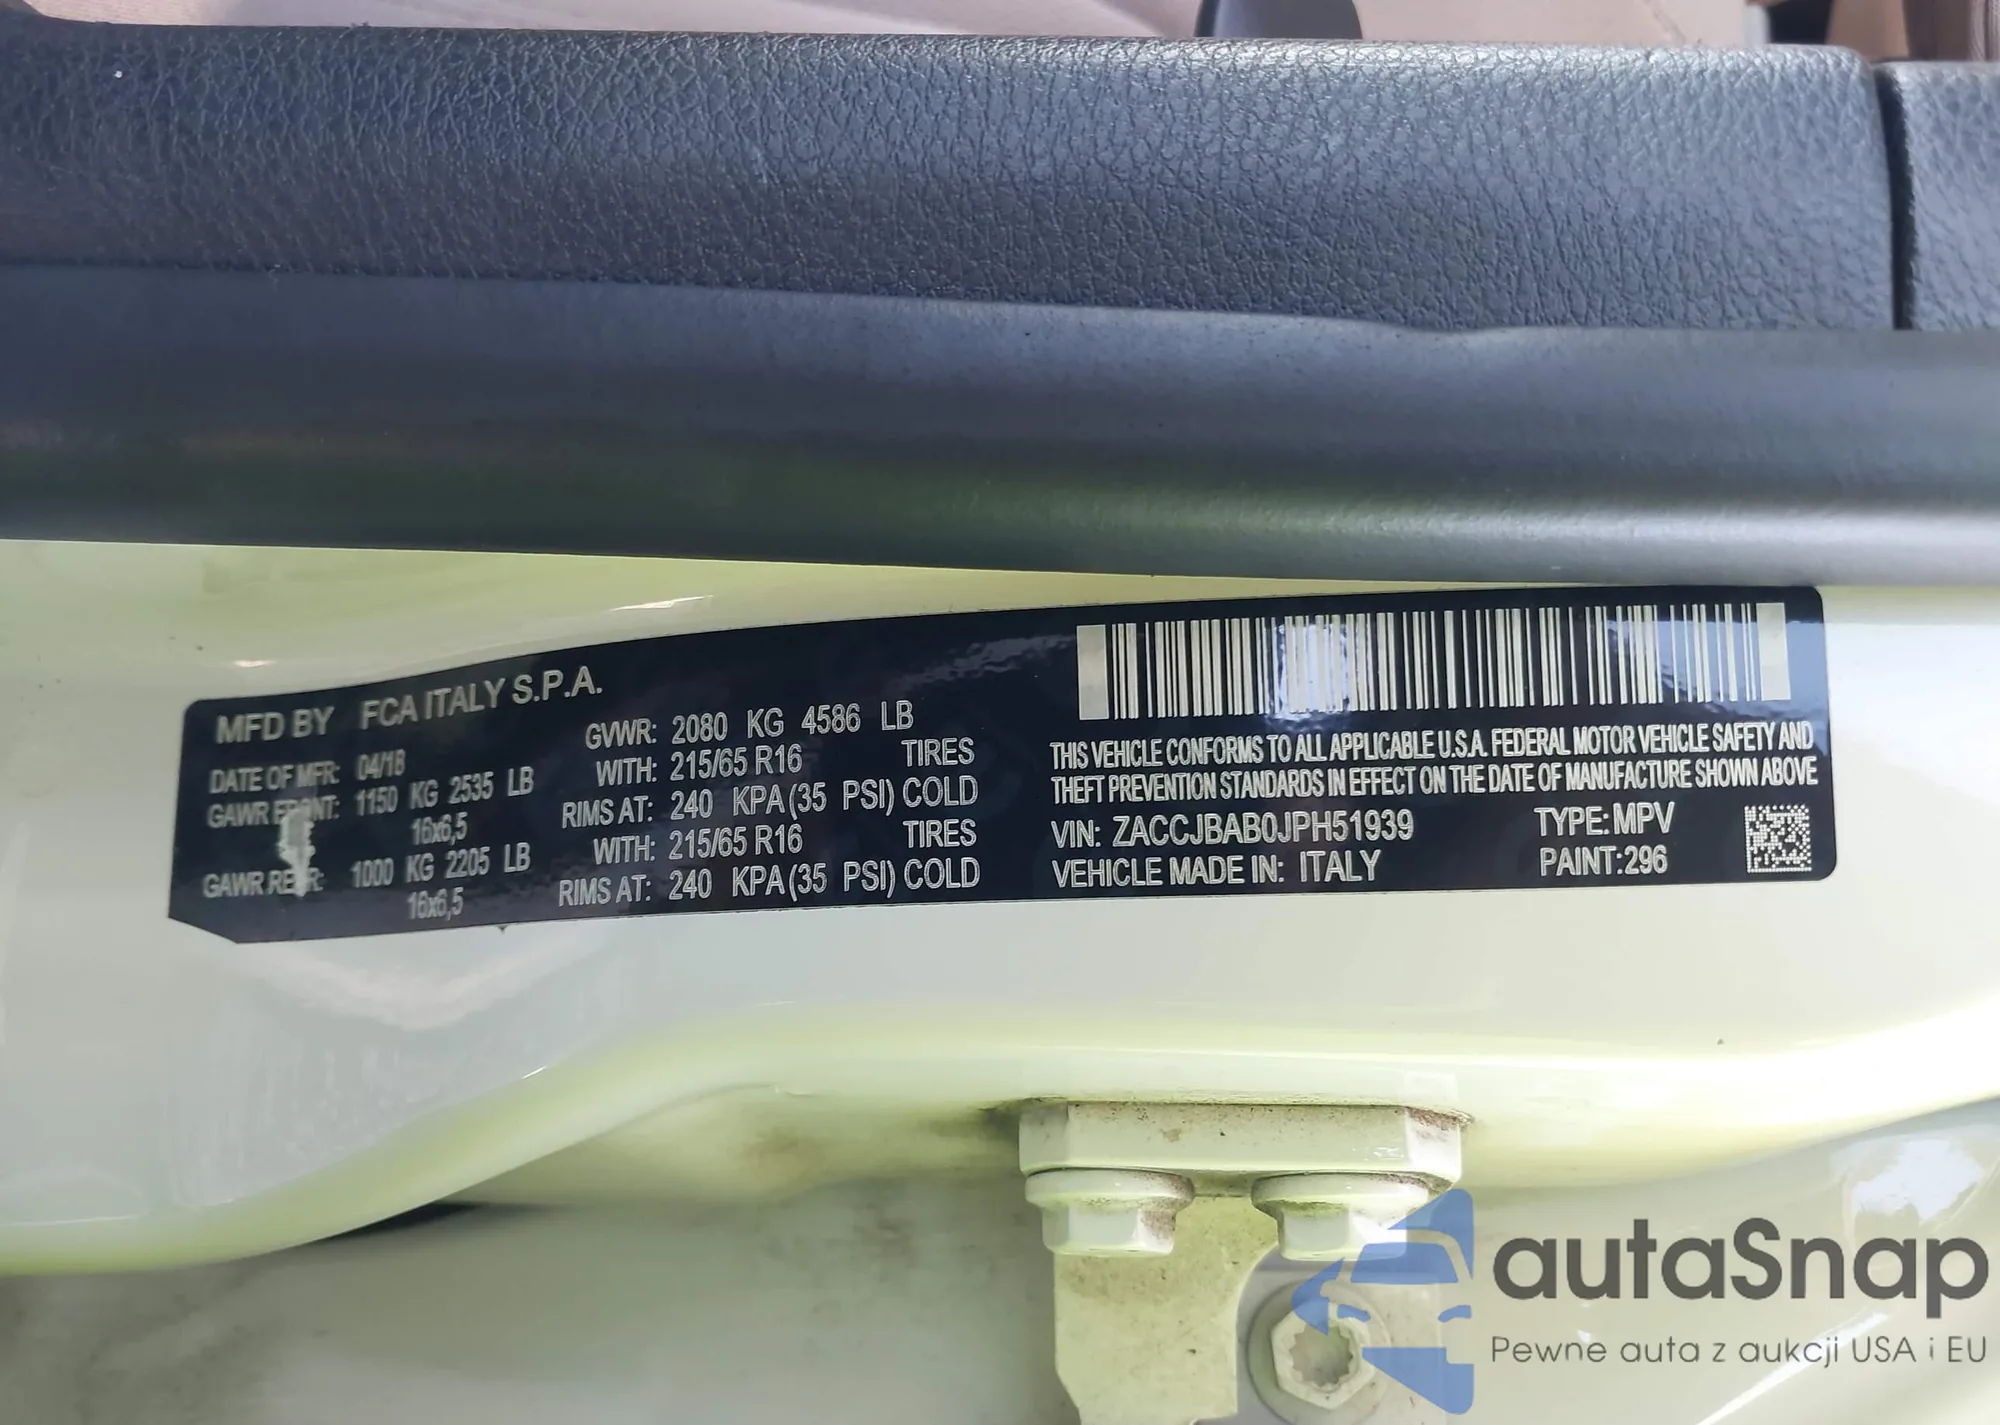 MFD BY FCA ITALY S.P.A.
DATE OF MFR: 04/18 GVWR: 2080 KG 4586 LB
GAWR FRONT: 1150 KG 2535 LB WITH: 215/65 R16 TIRES
16x6,5 RIMS AT: 240 KPA (35 PSI) COLD
GAWR REAR: 1000 KG 2205 LB WITH: 215/65 R16 TIRES
16x6,5 RIMS AT: 240 KPA (35 PSI) COLD
THIS VEHICLE CONFORMS TO ALL APPLICABLE U.S.A. FEDERAL MOTOR VEHICLE SAFETY AND
THEFT PREVENTION STANDARDS IN EFFECT ON THE DATE OF MANUFACTURE SHOWN ABOVE
VIN: ZACCJBAB0JPH51939 TYPE: MPV
VEHICLE MADE IN: ITALY PAINT: 296
autaSnap
Pewne auta z aukcji USA i EU